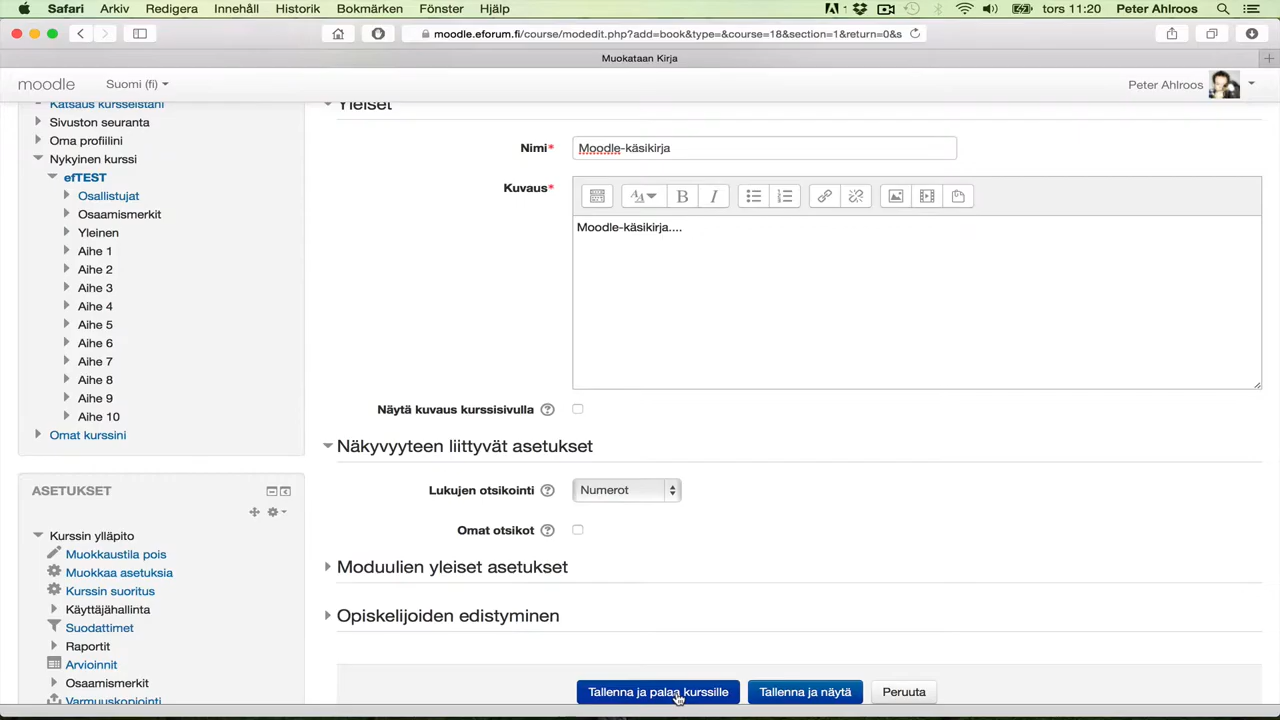 Safari Arkiv Redigera Innehåll Historik Bokmärken Fönster Hjälp tors 11:20 Peter Ahlroos
moodle.eforum.fi/course/modedit.php?add=book&type=&course=18&section=1&return=0&s
Muokataan Kirja
moodle Suomi (fi) Peter Ahlroos
Katsaus kursseistani
Sivuston seuranta
Oma profiilini
Nykyinen kurssi
efTEST
Osallistujat
Osaamismerkit
Yleinen
Aihe 1
Aihe 2
Aihe 3
Aihe 4
Aihe 5
Aihe 6
Aihe 7
Aihe 8
Aihe 9
Aihe 10
Omat kurssini
ASETUKSET
Kurssin ylläpito
Muokkaustila pois
Muokkaa asetuksia
Kurssin suoritus
Käyttäjähallinta
Suodattimet
Raportit
Arvioinnit
Osaamismerkit
Varmuuskopiointi
Yleiset
Nimi* Moodle-käsikirja
Kuvaus*
Moodle-käsikirja....
Näytä kuvaus kurssisivulla
Näkyvyyteen liittyvät asetukset
Lukujen otsikointi Numerot
Omat otsikot
Moduulien yleiset asetukset
Opiskelijoiden edistyminen
Tallenna ja palaa kurssille Tallenna ja näytä Peruuta